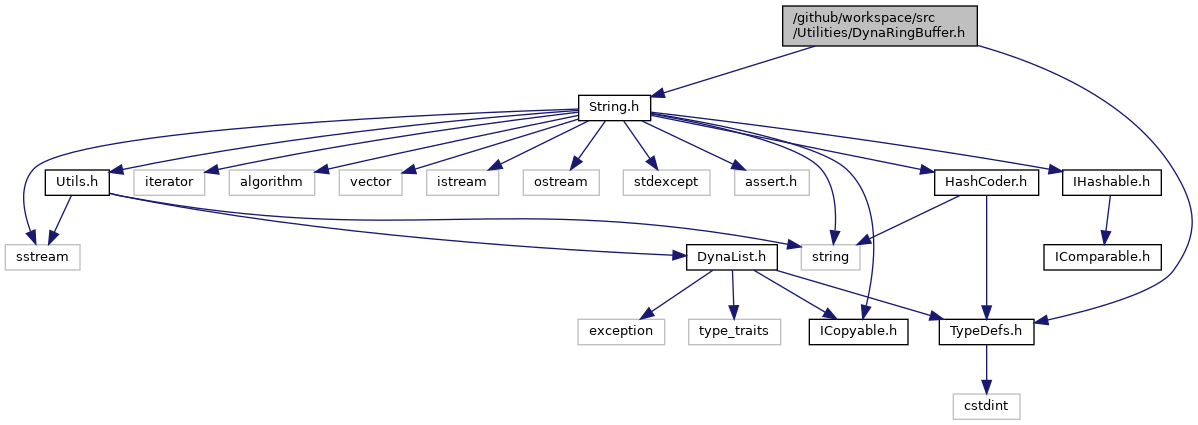 /github/workspace/src
/Utilities/DynaRingBuffer.h
String.h
Utils.h
iterator
algorithm
vector
istream
ostream
stdexcept
assert.h
HashCoder.h
IHashable.h
sstream
DynaList.h
string
IComparable.h
exception
type_traits
ICopyable.h
TypeDefs.h
cstdint